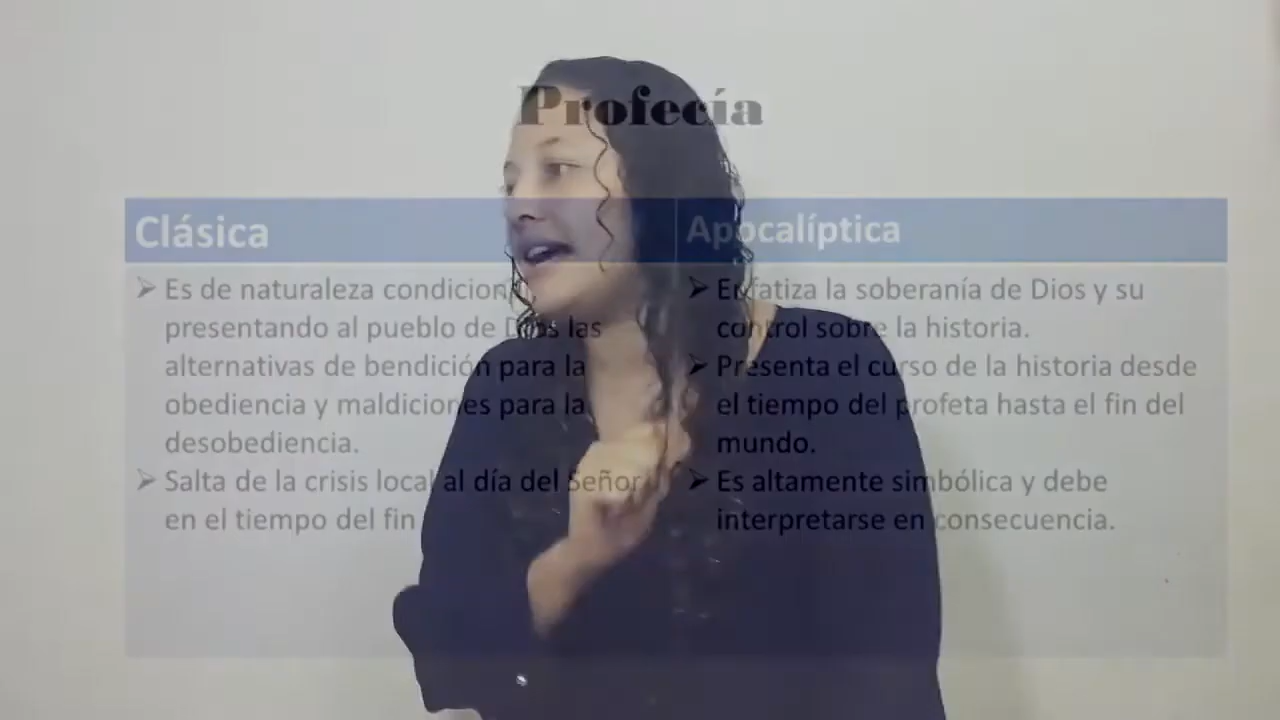 Profecía
Clásica
Apocalíptica
➢ Es de naturaleza condicional
presentando al pueblo de Dios las
alternativas de bendición para la
obediencia y maldiciones para la
desobediencia.
➢ Salta de la crisis local al día del Señor
en el tiempo del fin
➢ Enfatiza la soberanía de Dios y su
control sobre la historia.
➢ Presenta el curso de la historia desde
el tiempo del profeta hasta el fin del
mundo.
➢ Es altamente simbólica y debe
interpretarse en consecuencia.